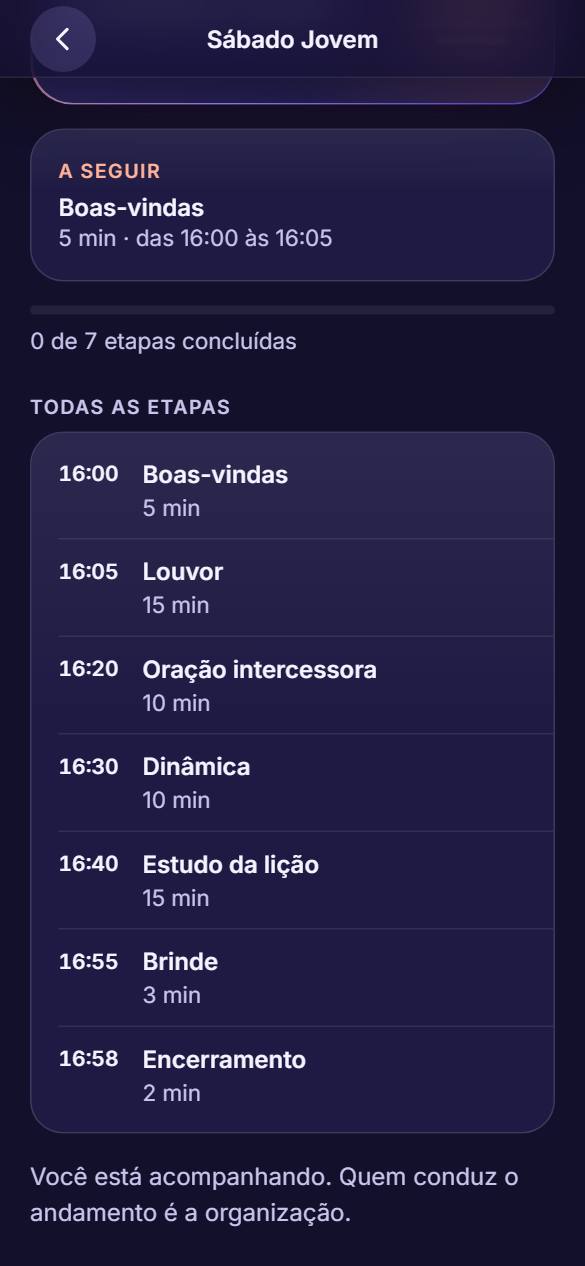 Sábado Jovem
A SEGUIR
Boas-vindas
5 min · das 16:00 às 16:05
0 de 7 etapas concluídas
TODAS AS ETAPAS
16:00 Boas-vindas
5 min
16:05 Louvor
15 min
16:20 Oração intercessora
10 min
16:30 Dinâmica
10 min
16:40 Estudo da lição
15 min
16:55 Brinde
3 min
16:58 Encerramento
2 min
Você está acompanhando. Quem conduz o
andamento é a organização.